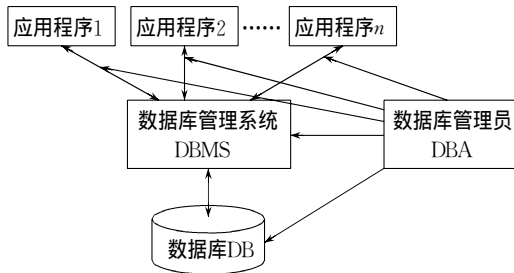 应用程序1 应用程序2 ······ 应用程序n
数据库管理系统
DBMS
数据库管理员
DBA
数据库DB